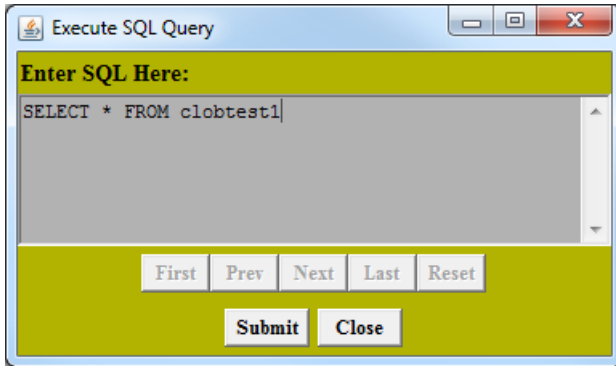 Execute SQL Query
Enter SQL Here:
SELECT * FROM clobtest1
First Prev Next Last Reset
Submit Close